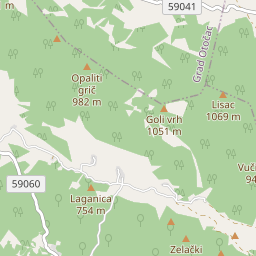 59041
Grad Otočac
Opaliti
grič
982 m
Goli vrh
1051 m
Lisac
1069 m
59060
Laganica
754 m
Zelački